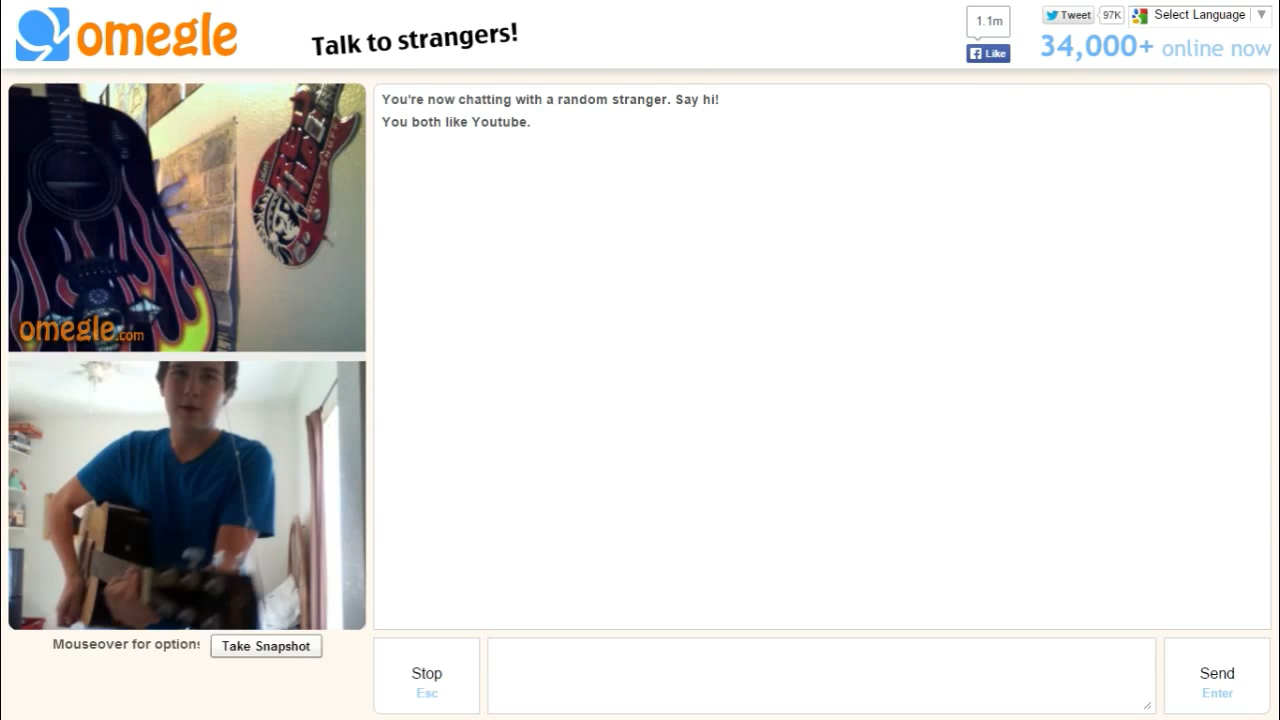 omegle
Talk to strangers!
1.1m
Like
Tweet
97K
Select Language
34,000+ online now
omegle.com
You're now chatting with a random stranger. Say hi!
You both like Youtube.
Mouseover for options
Take Snapshot
Stop
Esc
Send
Enter